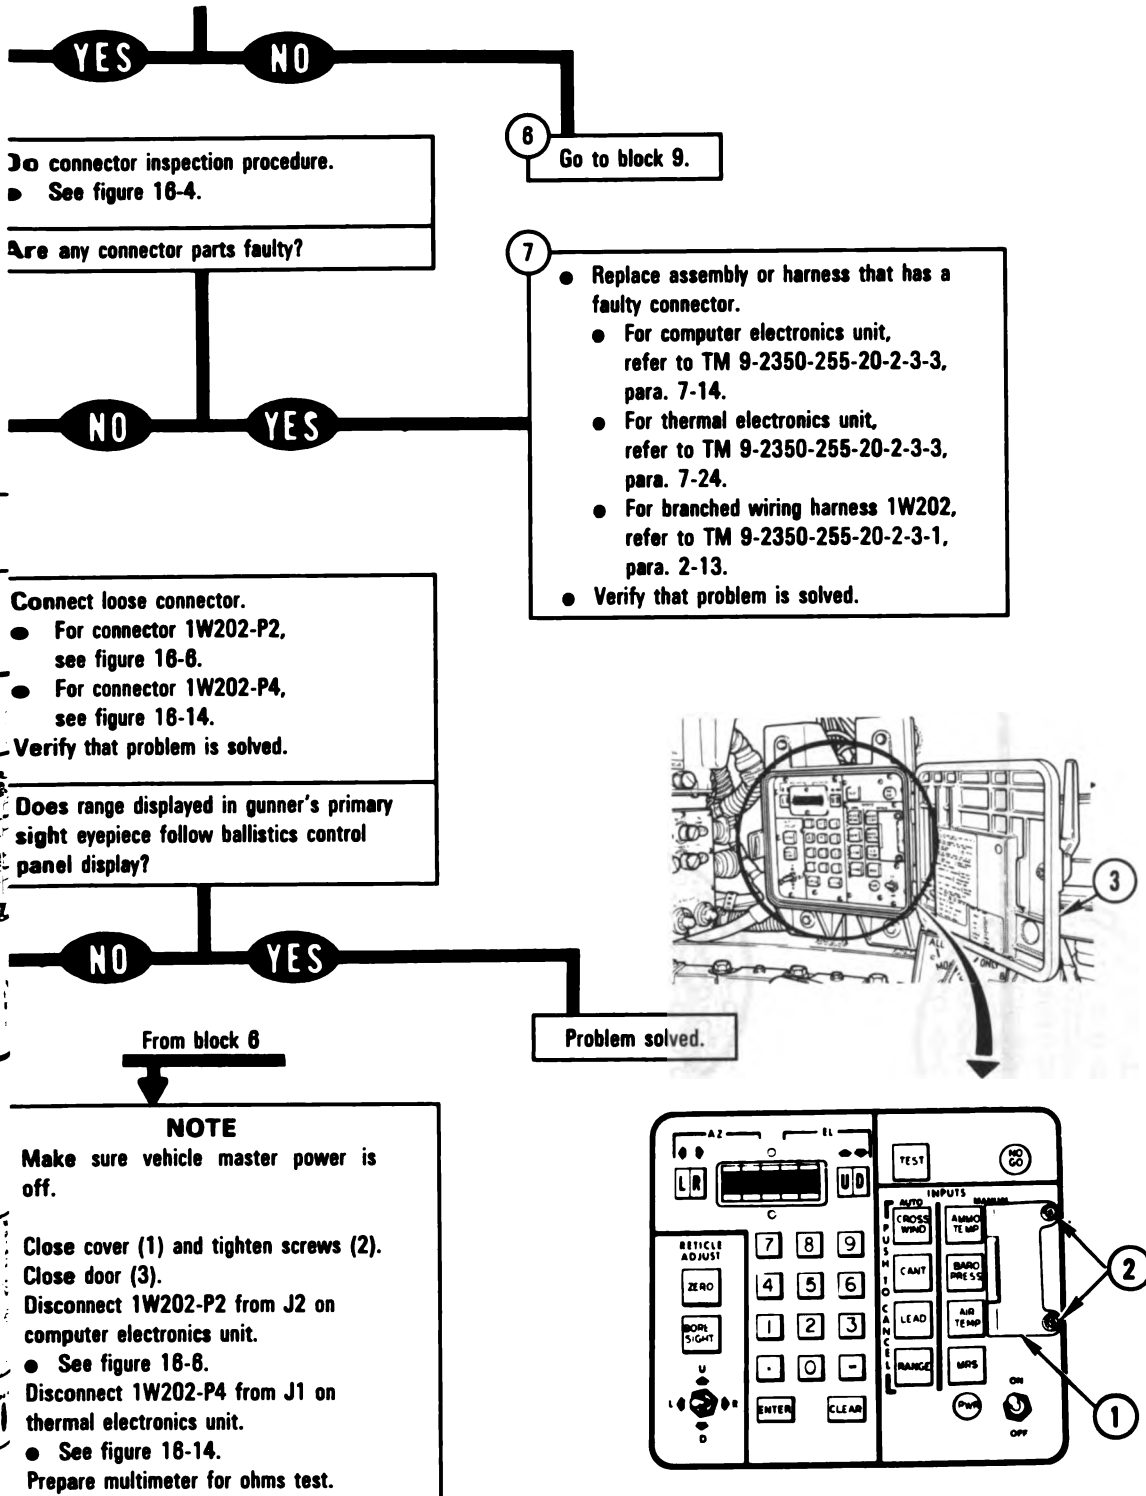 YES NO
6
Go to block 9.
Do connector inspection procedure.
● See figure 16-4.
Are any connector parts faulty?
7
● Replace assembly or harness that has a
faulty connector.
● For computer electronics unit,
refer to TM 9-2350-255-20-2-3-3,
para. 7-14.
● For thermal electronics unit,
refer to TM 9-2350-255-20-2-3-3,
para. 7-24.
● For branched wiring harness 1W202,
refer to TM 9-2350-255-20-2-3-1,
para. 2-13.
● Verify that problem is solved.
NO YES
Connect loose connector.
● For connector 1W202-P2,
see figure 16-6.
● For connector 1W202-P4,
see figure 16-14.
Verify that problem is solved.
Does range displayed in gunner's primary
sight eyepiece follow ballistics control
panel display?
NO YES
Problem solved.
3
From block 6
NOTE
Make sure vehicle master power is
off.
Close cover (1) and tighten screws (2).
Close door (3).
Disconnect 1W202-P2 from J2 on
computer electronics unit.
● See figure 16-6.
Disconnect 1W202-P4 from J1 on
thermal electronics unit.
● See figure 16-14.
Prepare multimeter for ohms test.
AZ EL
L R U D
TEST
NO
GO
INPUTS
AUTO MANUAL
PUSH TO CANCEL
CROSS
WIND
AMMO
TEMP
CANT
BARO
PRESS
LEAD
AIR
TEMP
RANGE
MRS
RETICLE
ADJUST
ZERO
BORE
SIGHT
7 8 9
4 5 6
1 2 3
. 0 -
ENTER CLEAR
U
L R
D
PWR
ON
OFF
2
1